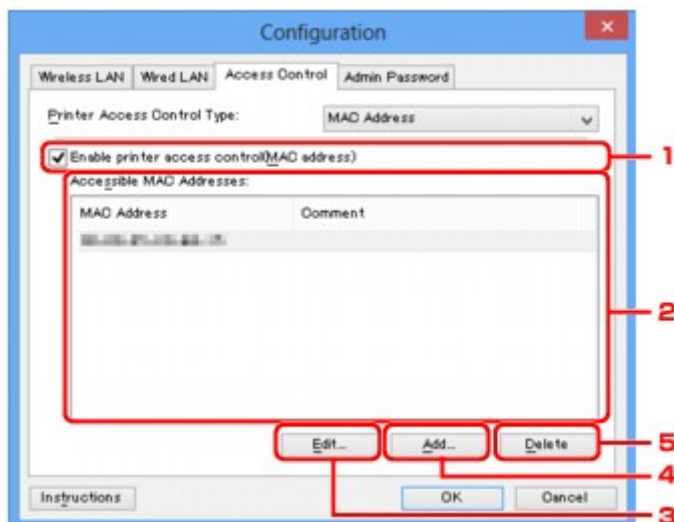 Configuration
Wireless LAN Wired LAN Access Control Admin Password
Printer Access Control Type: MAC Address
Enable printer access control(MAC address) 1
Accessible MAC Addresses:
MAC Address Comment
2
Edit... Add... Delete 5
4
Instructions OK Cancel
3